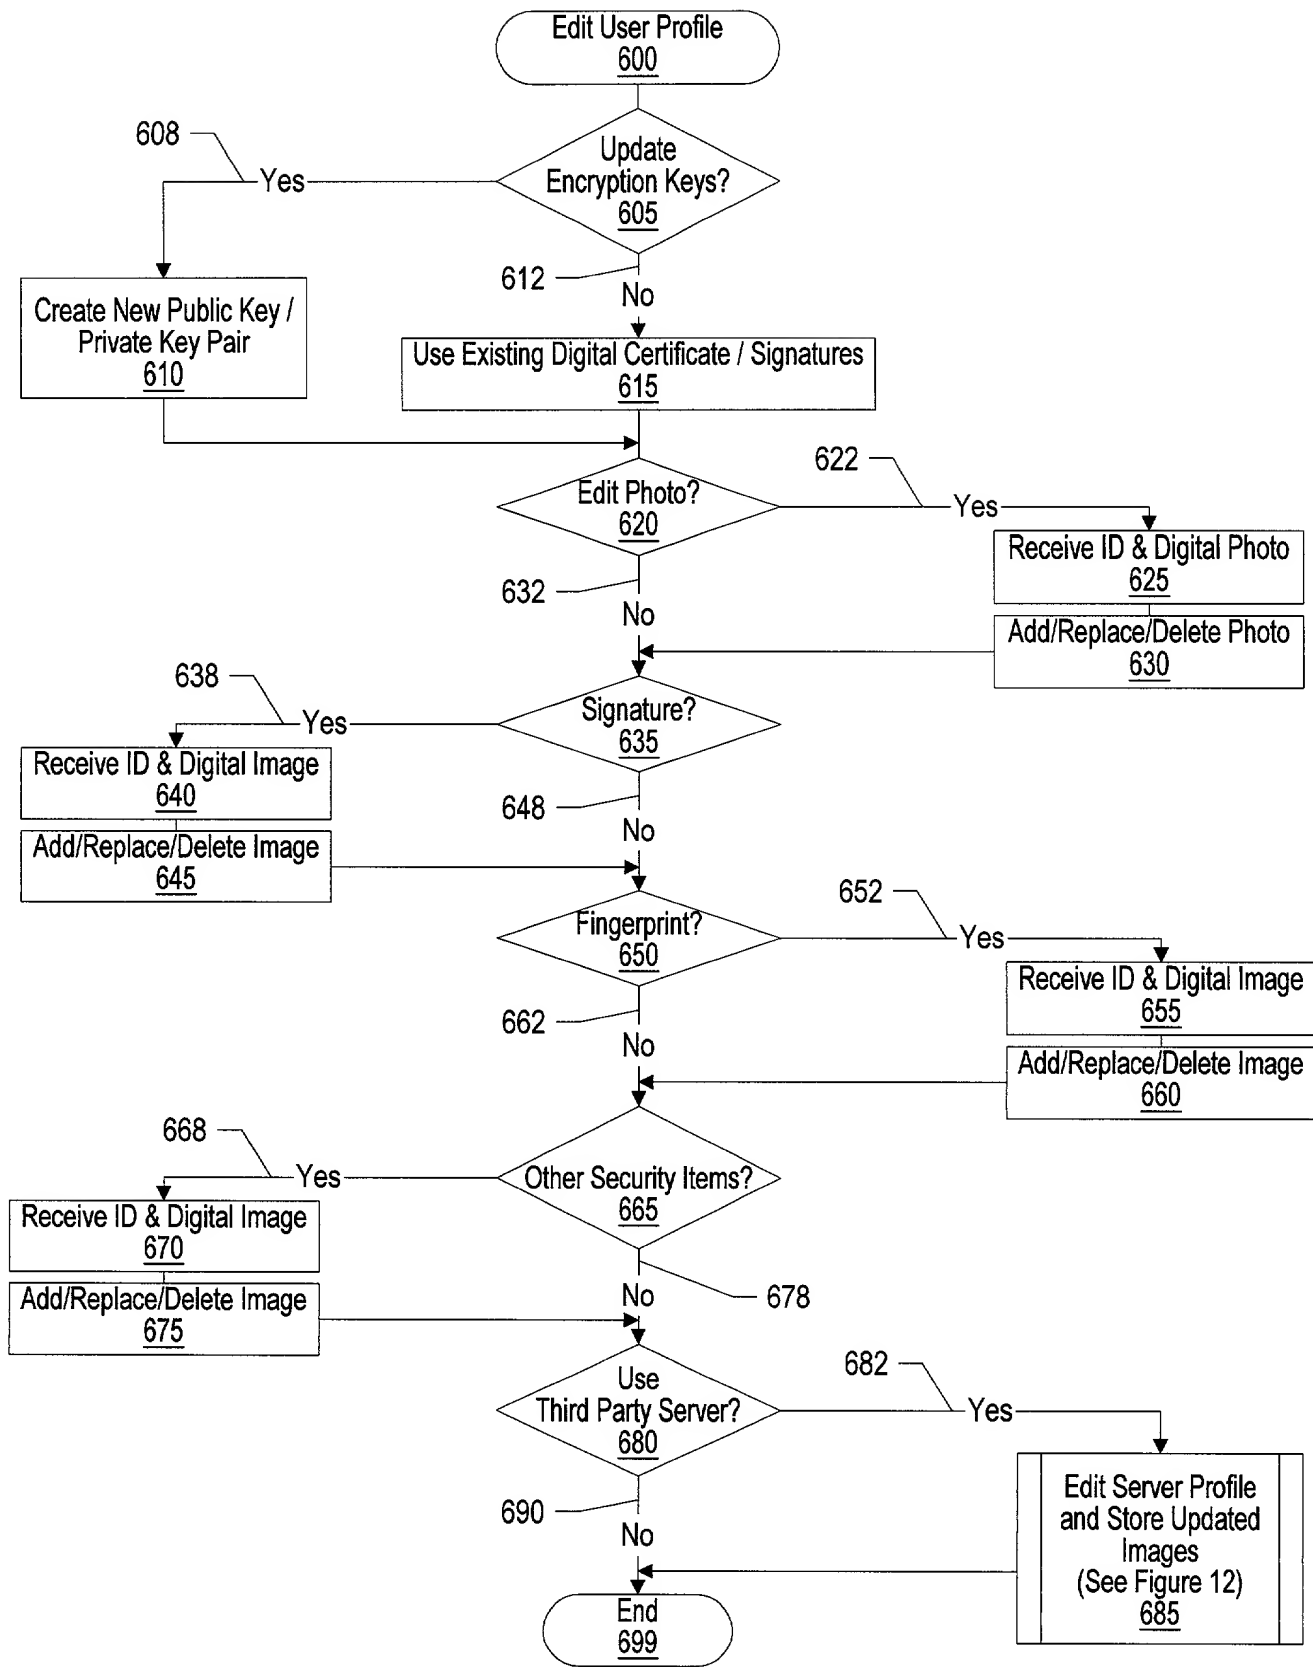 Edit User Profile
600
608
Yes
Update
Encryption Keys?
605
612
No
Create New Public Key /
Private Key Pair
610
Use Existing Digital Certificate / Signatures
615
622
Edit Photo?
620
Yes
Receive ID & Digital Photo
625
632
No
Add/Replace/Delete Photo
630
638
Yes
Signature?
635
Receive ID & Digital Image
640
648
No
Add/Replace/Delete Image
645
652
Fingerprint?
650
Yes
Receive ID & Digital Image
655
662
No
Add/Replace/Delete Image
660
668
Yes
Other Security Items?
665
Receive ID & Digital Image
670
No
678
Add/Replace/Delete Image
675
Use
Third Party Server?
680
682
Yes
690
No
Edit Server Profile
and Store Updated
Images
(See Figure 12)
685
End
699